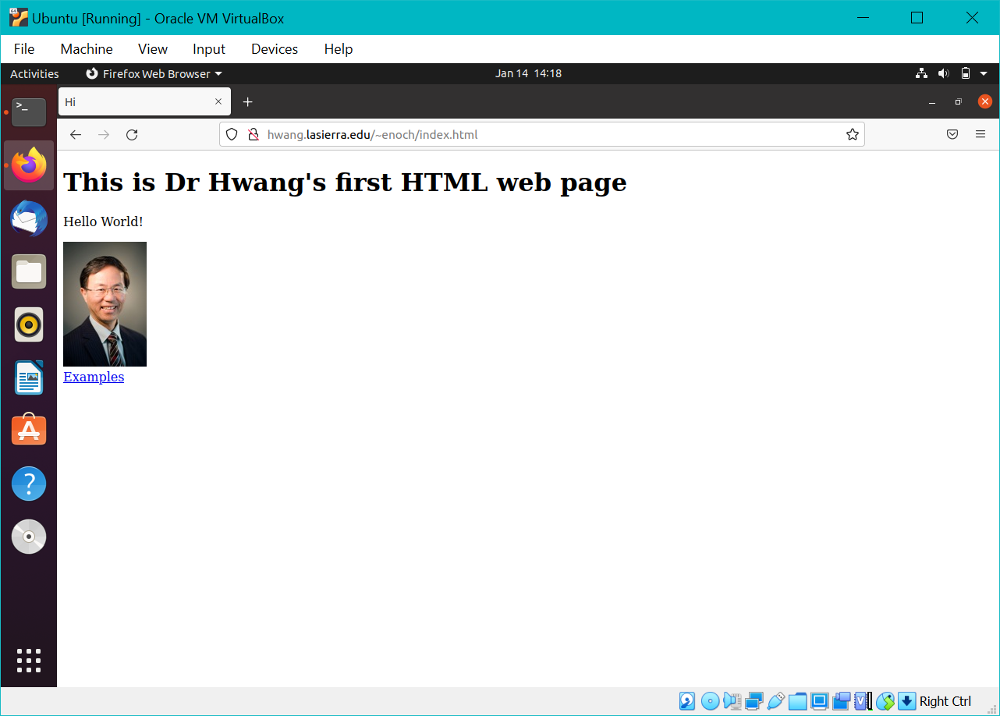 Ubuntu [Running] - Oracle VM VirtualBox
File Machine View Input Devices Help
Activities Firefox Web Browser Jan 14 14:18
Hi
hwang.lasierra.edu/~enoch/index.html
This is Dr Hwang's first HTML web page
Hello World!
Examples
Right Ctrl